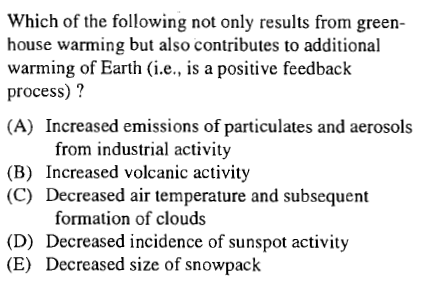 Which of the following not only results from green-
house warming but also contributes to additional
warming of Earth (i.e., is a positive feedback
process) ?
(A) Increased emissions of particulates and aerosols
from industrial activity
(B) Increased volcanic activity
(C) Decreased air temperature and subsequent
formation of clouds
(D) Decreased incidence of sunspot activity
(E) Decreased size of snowpack